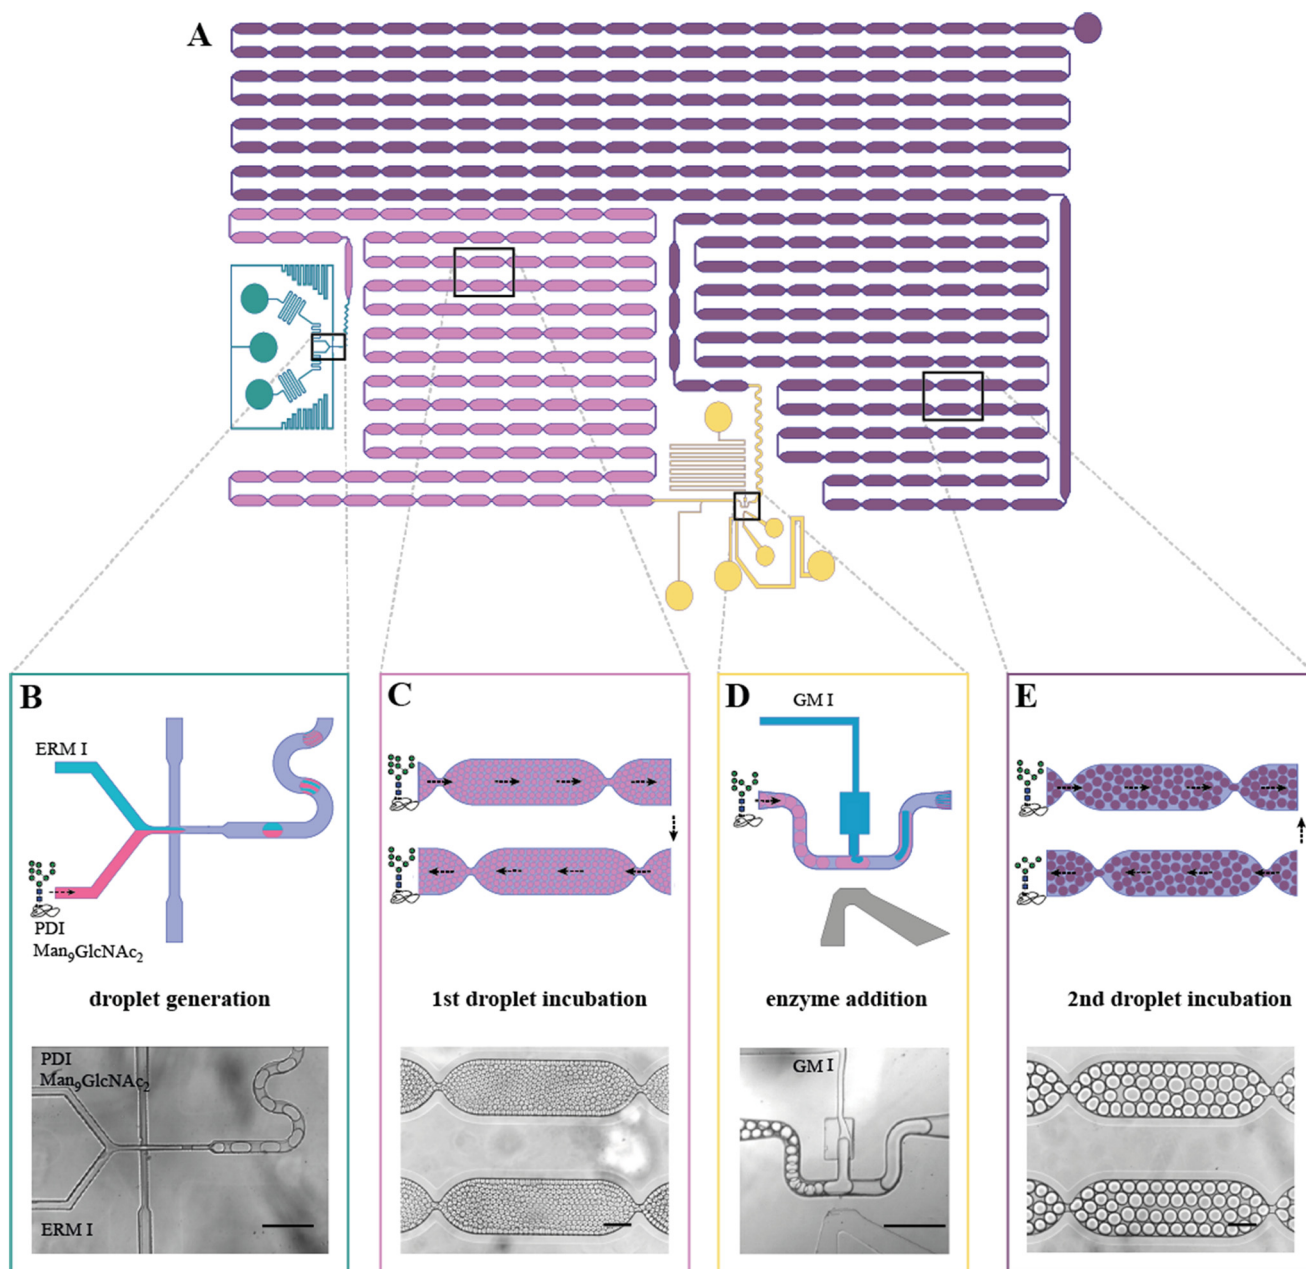 A
B
ERM I
PDI
Man₉GlcNAc₂
droplet generation
PDI
Man₉GlcNAc₂
ERM I
C
1st droplet incubation
D
GM I
enzyme addition
GM I
E
2nd droplet incubation